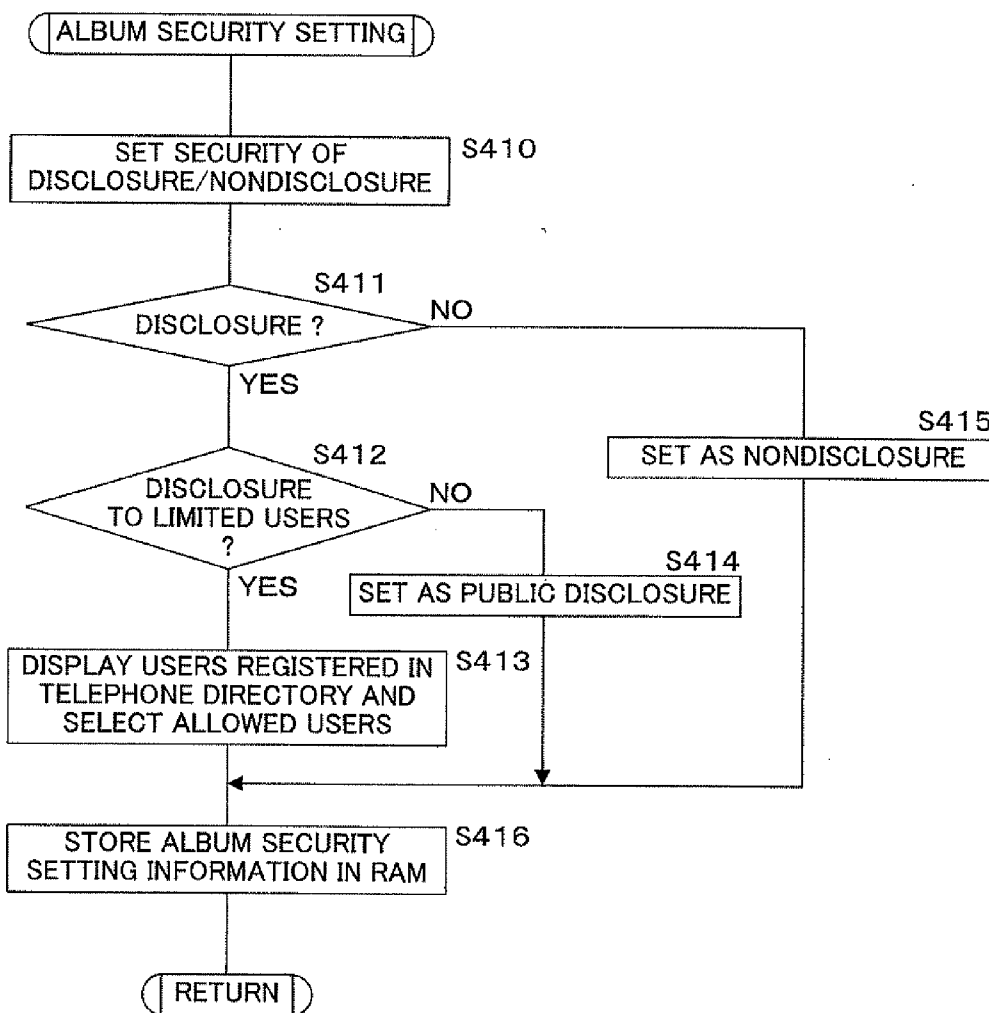 ALBUM SECURITY SETTING
S410
SET SECURITY OF
DISCLOSURE/NONDISCLOSURE
S411
DISCLOSURE ?
NO
YES
S415
SET AS NONDISCLOSURE
S412
DISCLOSURE
TO LIMITED USERS
?
NO
YES
S414
SET AS PUBLIC DISCLOSURE
S413
DISPLAY USERS REGISTERED IN
TELEPHONE DIRECTORY AND
SELECT ALLOWED USERS
S416
STORE ALBUM SECURITY
SETTING INFORMATION IN RAM
RETURN